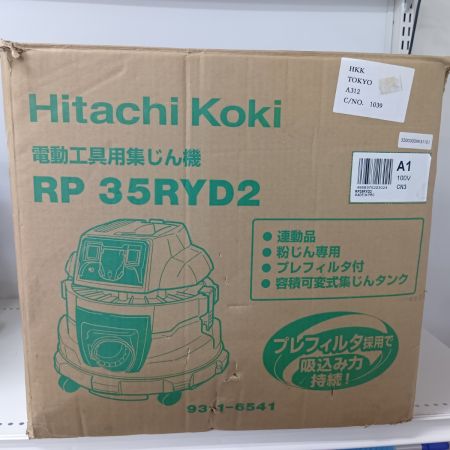 HKK
TOKYO
A312
C/NO. 1039
Hitachi Koki
電動工具用集じん機
RP 35RYD2
A1
100V
CN3
● 連動品
● 粉じん専用
● プレフィルタ付
● 容積可変式集じんタンク
プレフィルタ採用で
吸込み力
持続！